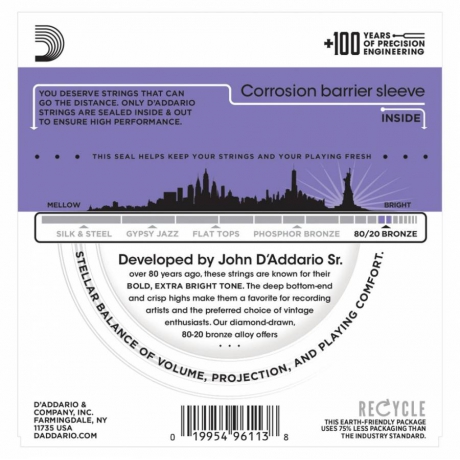 +100 YEARS
OF PRECISION
ENGINEERING
YOU DESERVE STRINGS THAT CAN
GO THE DISTANCE. ONLY D'ADDARIO
STRINGS ARE SEALED INSIDE & OUT
TO ENSURE HIGH PERFORMANCE.
Corrosion barrier sleeve
INSIDE
• • • THIS SEAL HELPS KEEP YOUR STRINGS AND YOUR PLAYING FRESH • • •
MELLOW
BRIGHT
SILK & STEEL
GYPSY JAZZ
FLAT TOPS
PHOSPHOR BRONZE
80/20 BRONZE
Developed by John D'Addario Sr.
over 80 years ago, these strings are known for their
BOLD, EXTRA BRIGHT TONE. The deep bottom-end
and crisp highs make them a favorite for recording
artists and the preferred choice of vintage
enthusiasts. Our diamond-drawn,
80-20 bronze alloy offers
• • •
STELLAR BALANCE OF VOLUME, PROJECTION, AND PLAYING COMFORT.
D'ADDARIO &
COMPANY, INC.
FARMINGDALE, NY
11735 USA
DADDARIO.COM
0 19954 96113 8
RECYCLE
THIS EARTH-FRIENDLY PACKAGE
USES 75% LESS PACKAGING THAN
THE INDUSTRY STANDARD.